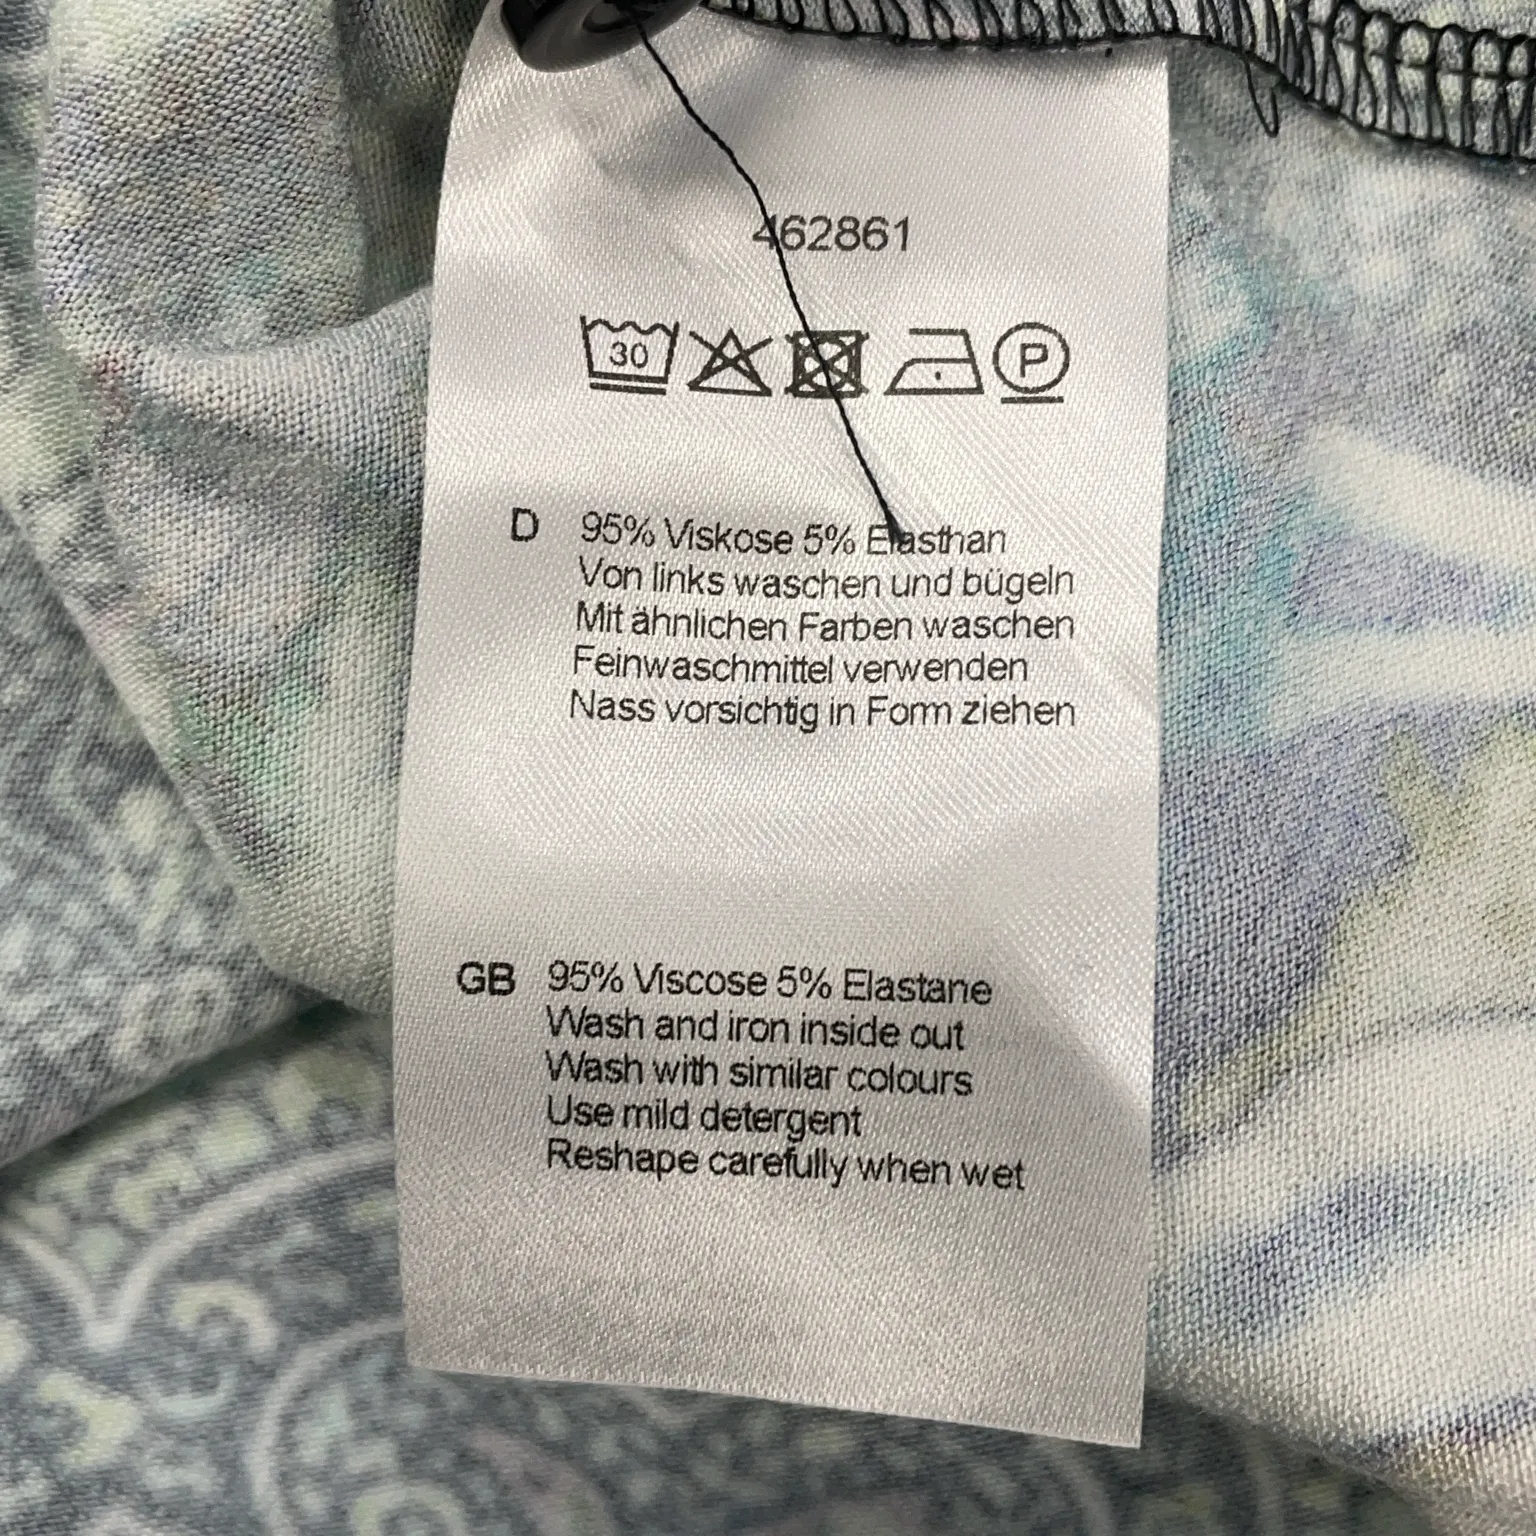 462861
30 P
D 95% Viskose 5% Elasthan
Von links waschen und bügeln
Mit ähnlichen Farben waschen
Feinwaschmittel verwenden
Nass vorsichtig in Form ziehen
GB 95% Viscose 5% Elastane
Wash and iron inside out
Wash with similar colours
Use mild detergent
Reshape carefully when wet